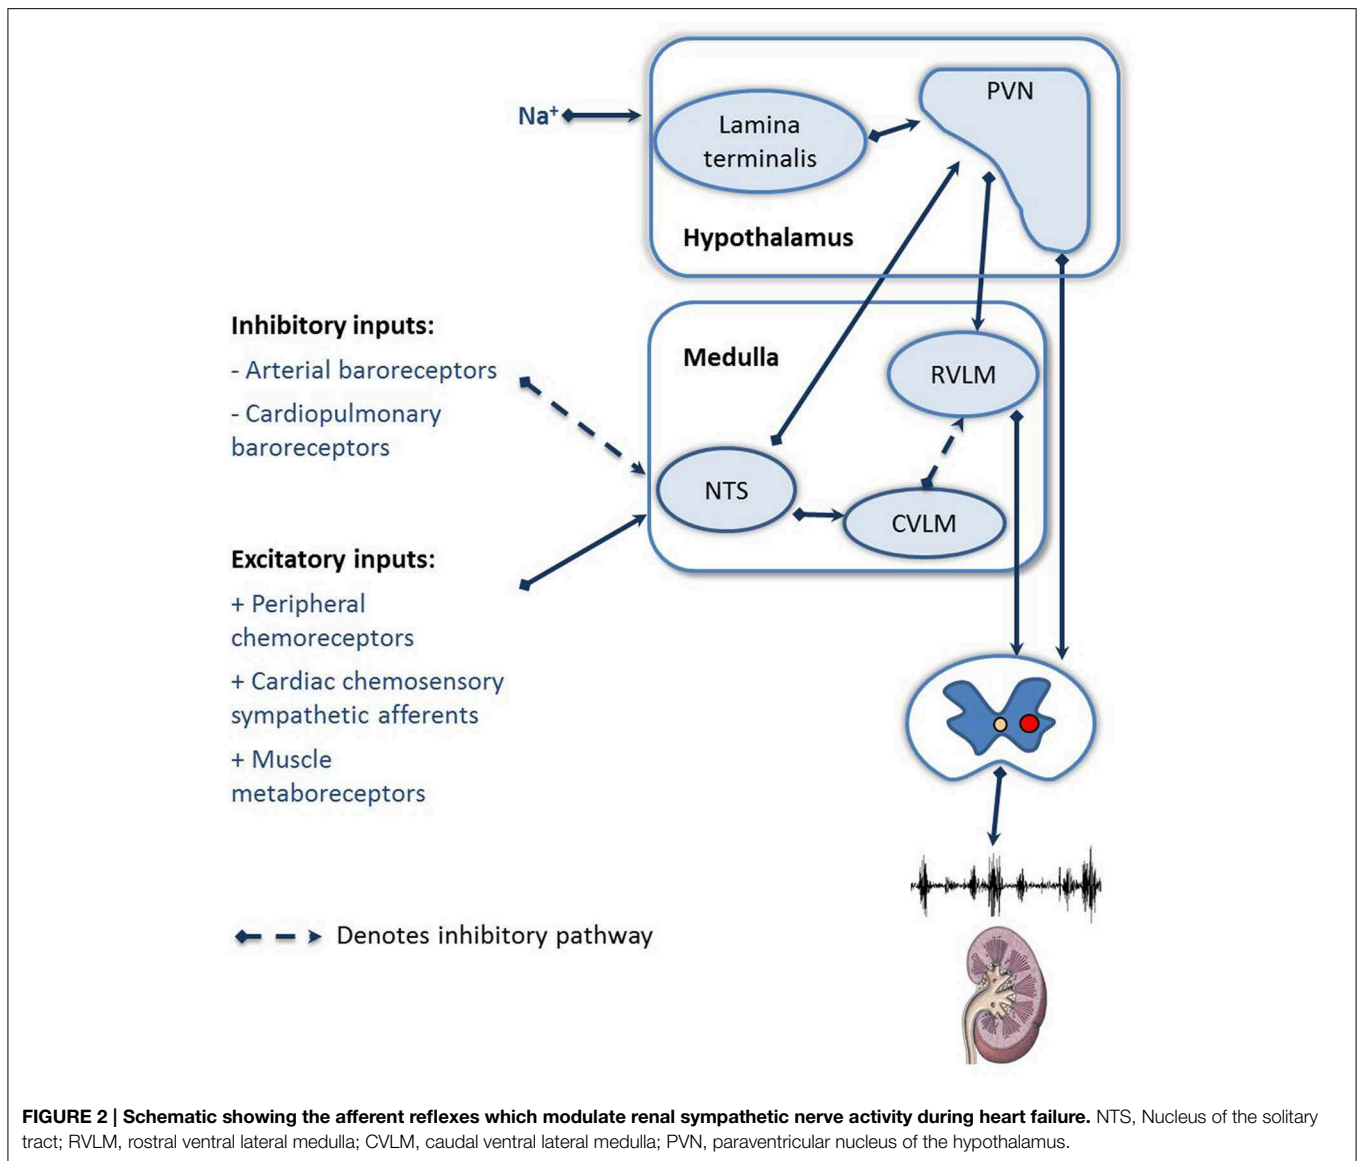 Na+
Lamina
terminalis
PVN
Hypothalamus
Inhibitory inputs:
- Arterial baroreceptors
- Cardiopulmonary
baroreceptors
Medulla
RVLM
NTS
CVLM
Excitatory inputs:
+ Peripheral
chemoreceptors
+ Cardiac chemosensory
sympathetic afferents
+ Muscle
metaboreceptors
Denotes inhibitory pathway
FIGURE 2 | Schematic showing the afferent reflexes which modulate renal sympathetic nerve activity during heart failure. NTS, Nucleus of the solitary
tract; RVLM, rostral ventral lateral medulla; CVLM, caudal ventral lateral medulla; PVN, paraventricular nucleus of the hypothalamus.